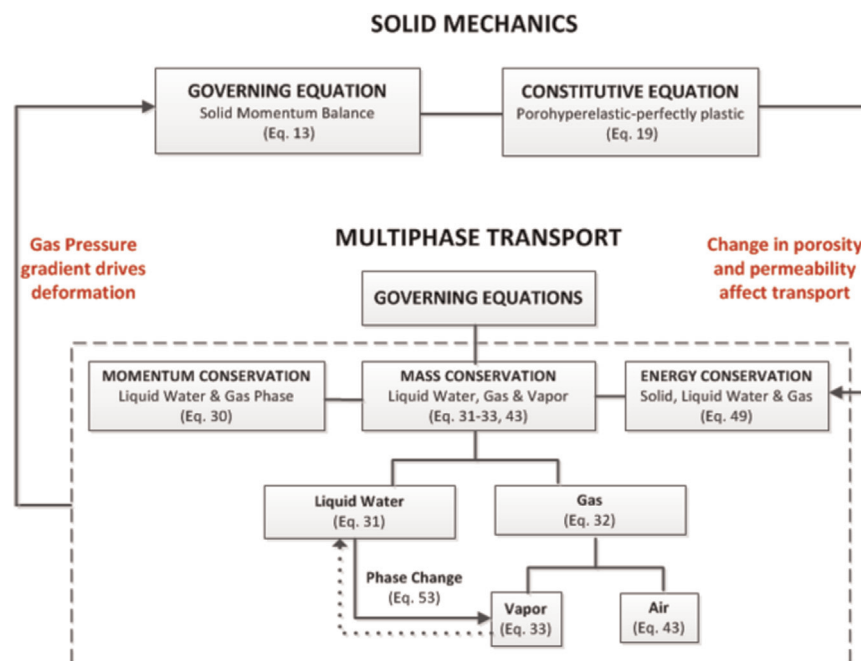 SOLID MECHANICS
GOVERNING EQUATION
Solid Momentum Balance
(Eq. 13)
CONSTITUTIVE EQUATION
Porohyperelastic-perfectly plastic
(Eq. 19)
Gas Pressure
gradient drives
deformation
MULTIPHASE TRANSPORT
Change in porosity
and permeability
affect transport
GOVERNING EQUATIONS
MOMENTUM CONSERVATION
Liquid Water & Gas Phase
(Eq. 30)
MASS CONSERVATION
Liquid Water, Gas & Vapor
(Eq. 31-33, 43)
ENERGY CONSERVATION
Solid, Liquid Water & Gas
(Eq. 49)
Liquid Water
(Eq. 31)
Gas
(Eq. 32)
Phase Change
(Eq. 53)
Vapor
(Eq. 33)
Air
(Eq. 43)